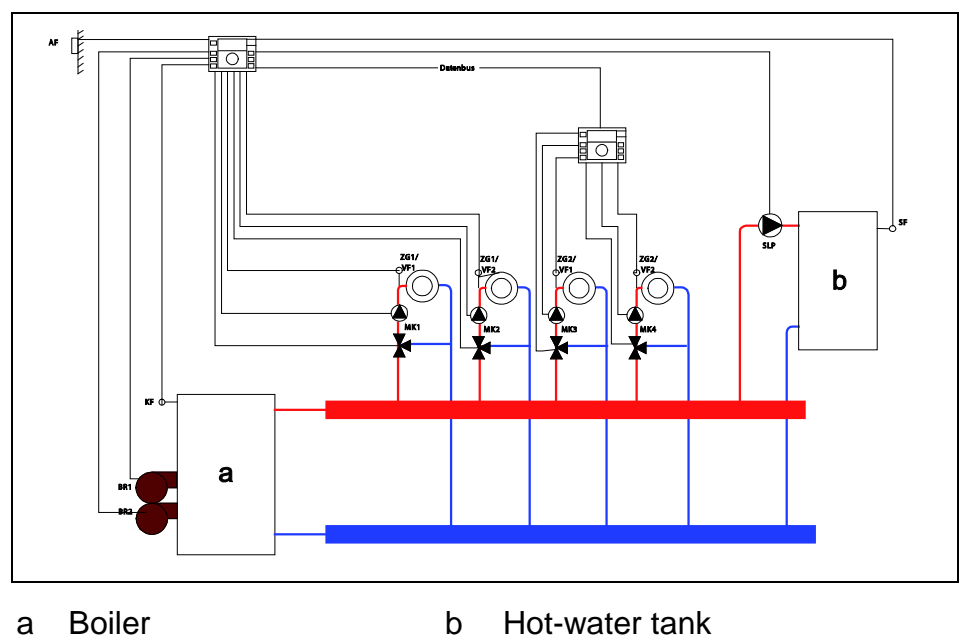 AF
Datenbus
SF
SLP
ZG1/
VF1
ZG1/
VF2
ZG2/
VF1
ZG2/
VF2
b
MK1
MK2
MK3
MK4
KF
a
BR1
BR2
a Boiler b Hot-water tank